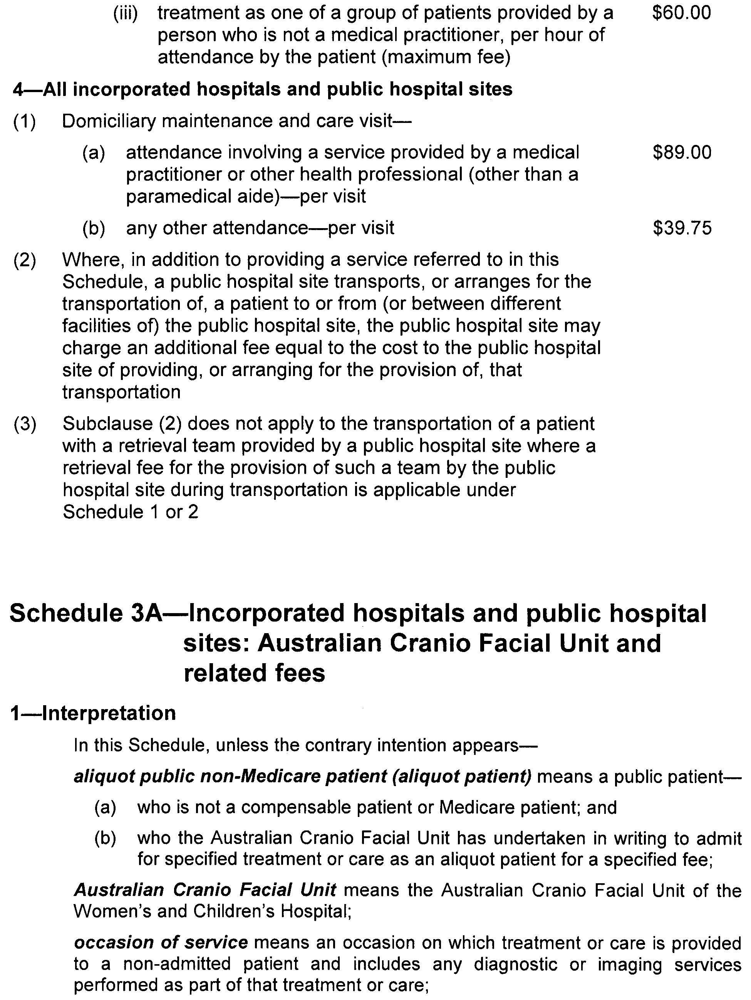 (iii) treatment as one of a group of patients provided by a $60.00
person who is not a medical practitioner, per hour of
attendance by the patient (maximum fee)
4—All incorporated hospitals and public hospital sites
(1) Domiciliary maintenance and care visit—
(a) attendance involving a service provided by a medical $89.00
practitioner or other health professional (other than a
paramedical aide)—per visit
(b) any other attendance—per visit $39.75
(2) Where, in addition to providing a service referred to in this
Schedule, a public hospital site transports, or arranges for the
transportation of, a patient to or from (or between different
facilities of) the public hospital site, the public hospital site may
charge an additional fee equal to the cost to the public hospital
site of providing, or arranging for the provision of, that
transportation
(3) Subclause (2) does not apply to the transportation of a patient
with a retrieval team provided by a public hospital site where a
retrieval fee for the provision of such a team by the public
hospital site during transportation is applicable under
Schedule 1 or 2
Schedule 3A—Incorporated hospitals and public hospital
sites: Australian Cranio Facial Unit and
related fees
1—Interpretation
In this Schedule, unless the contrary intention appears—
aliquot public non-Medicare patient (aliquot patient) means a public patient—
(a) who is not a compensable patient or Medicare patient; and
(b) who the Australian Cranio Facial Unit has undertaken in writing to admit
for specified treatment or care as an aliquot patient for a specified fee;
Australian Cranio Facial Unit means the Australian Cranio Facial Unit of the
Women's and Children's Hospital;
occasion of service means an occasion on which treatment or care is provided
to a non-admitted patient and includes any diagnostic or imaging services
performed as part of that treatment or care;